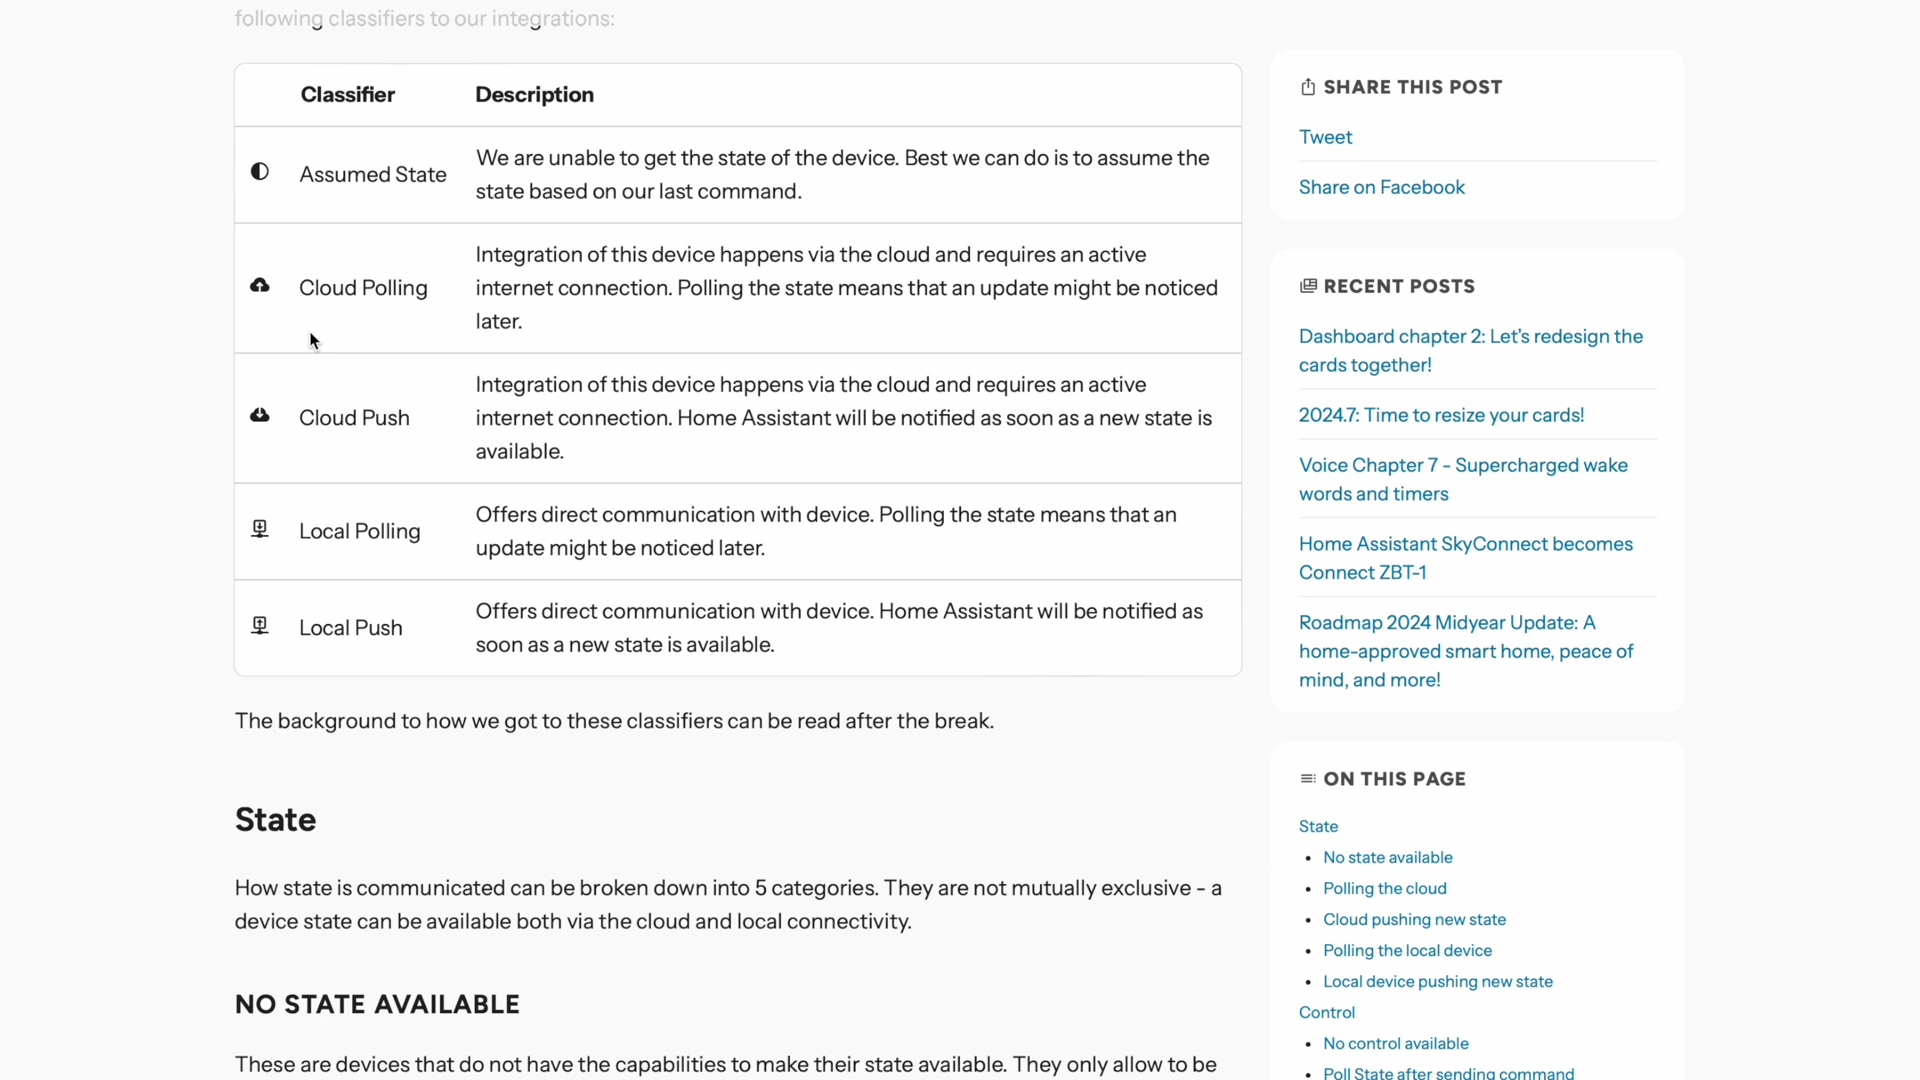 following classifiers to our integrations:
Classifier Description
Assumed State
We are unable to get the state of the device. Best we can do is to assume the
state based on our last command.
Cloud Polling
Integration of this device happens via the cloud and requires an active
internet connection. Polling the state means that an update might be noticed
later.
Cloud Push
Integration of this device happens via the cloud and requires an active
internet connection. Home Assistant will be notified as soon as a new state is
available.
Local Polling
Offers direct communication with device. Polling the state means that an
update might be noticed later.
Local Push
Offers direct communication with device. Home Assistant will be notified as
soon as a new state is available.
The background to how we got to these classifiers can be read after the break.
State
How state is communicated can be broken down into 5 categories. They are not mutually exclusive - a
device state can be available both via the cloud and local connectivity.
NO STATE AVAILABLE
These are devices that do not have the capabilities to make their state available. They only allow to be
SHARE THIS POST
Tweet
Share on Facebook
RECENT POSTS
Dashboard chapter 2: Let's redesign the
cards together!
2024.7: Time to resize your cards!
Voice Chapter 7 - Supercharged wake
words and timers
Home Assistant SkyConnect becomes
Connect ZBT-1
Roadmap 2024 Midyear Update: A
home-approved smart home, peace of
mind, and more!
ON THIS PAGE
State
• No state available
• Polling the cloud
• Cloud pushing new state
• Polling the local device
• Local device pushing new state
Control
• No control available
• Poll State after sending command